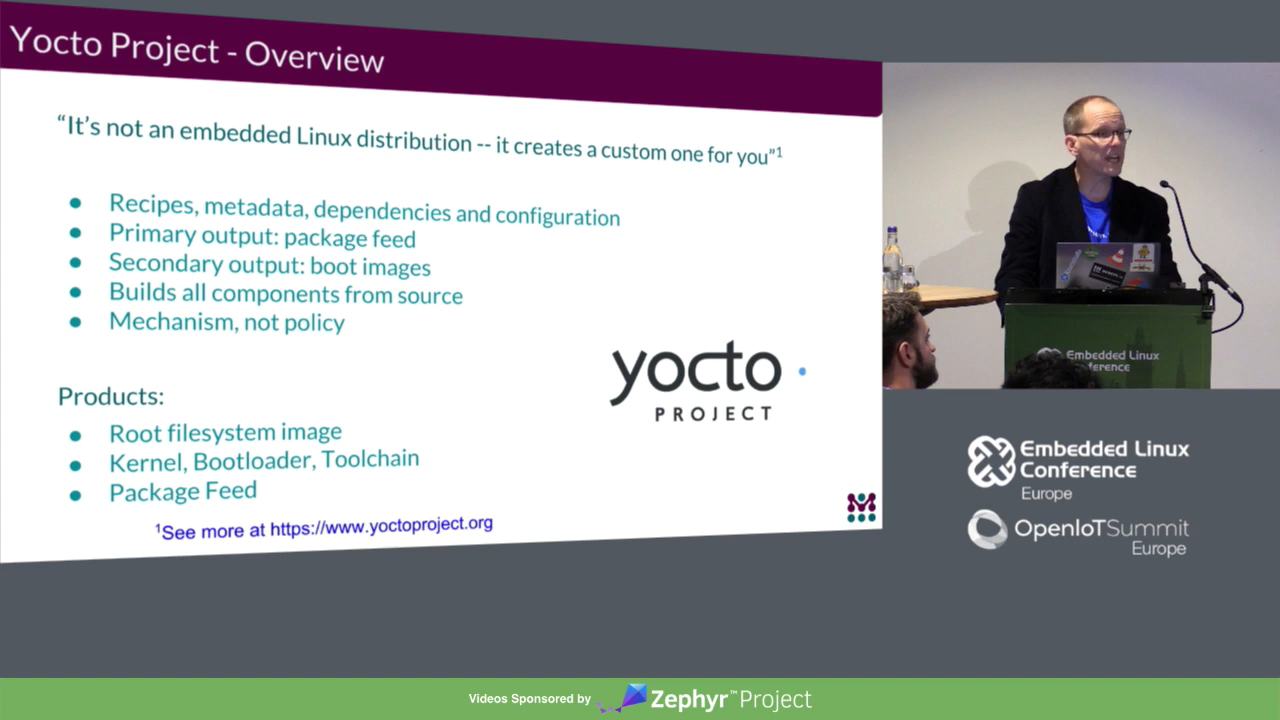 Yocto Project - Overview
“It’s not an embedded Linux distribution -- it creates a custom one for you”1
● Recipes, metadata, dependencies and configuration
● Primary output: package feed
● Secondary output: boot images
● Builds all components from source
● Mechanism, not policy
Products:
● Root filesystem image
● Kernel, Bootloader, Toolchain
● Package Feed
1See more at https://www.yoctoproject.org
yocto
PROJECT
Embedded Linux
Embedded Linux
Conference
Europe
OpenIoTSummit
Europe
Videos Sponsored by Zephyr™Project